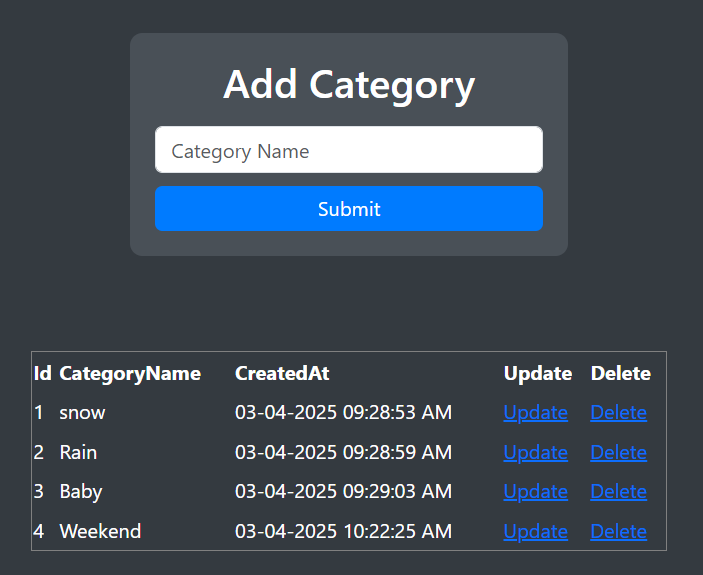 Add Category
Category Name
Submit
Id CategoryName CreatedAt Update Delete
1 snow 03-04-2025 09:28:53 AM Update Delete
2 Rain 03-04-2025 09:28:59 AM Update Delete
3 Baby 03-04-2025 09:29:03 AM Update Delete
4 Weekend 03-04-2025 10:22:25 AM Update Delete